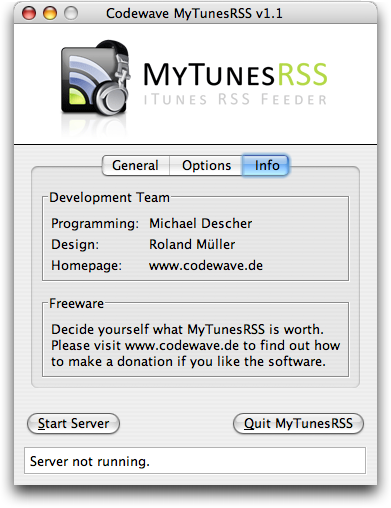 Codewave MyTunesRSS v1.1
MyTunesRSS
iTunes RSS Feeder
General Options Info
Development Team
Programming: Michael Descher
Design: Roland Müller
Homepage: www.codewave.de
Freeware
Decide yourself what MyTunesRSS is worth.
Please visit www.codewave.de to find out how
to make a donation if you like the software.
Start Server Quit MyTunesRSS
Server not running.